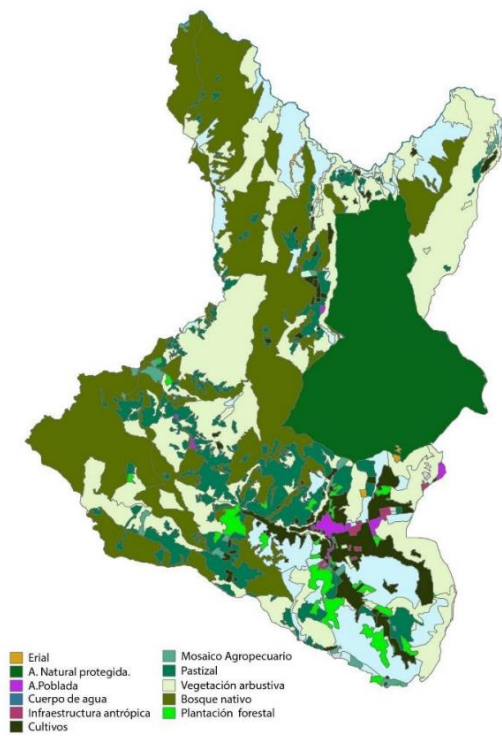 Erial
A. Natural protegida.
A.Poblada
Cuerpo de agua
Infraestructura antrópica
Cultivos
Mosaico Agropecuario
Pastizal
Vegetación arbustiva
Bosque nativo
Plantación forestal